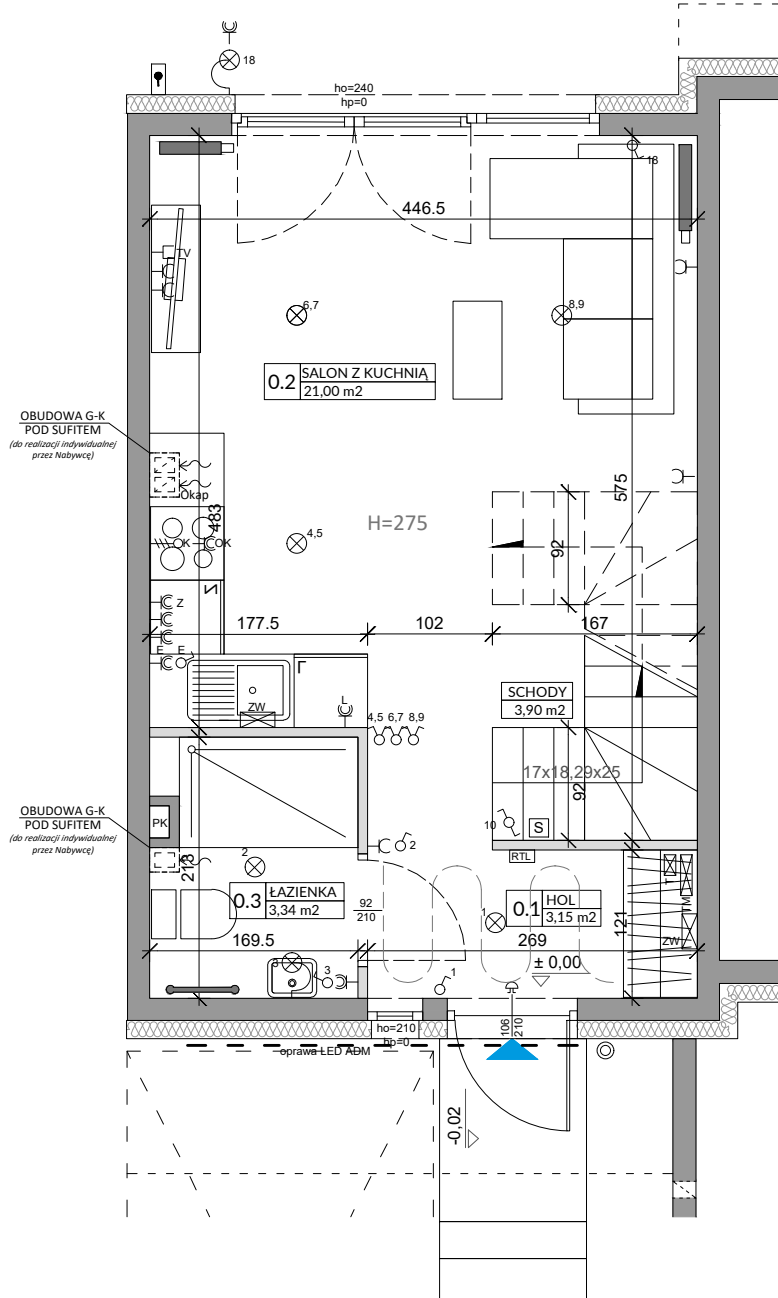 18
ho=240
hp=0
18
446.5
TV
6,7
8,9
0.2
SALON Z KUCHNIĄ
21,00 m2
OBUDOWA G-K
POD SUFITEM
(do realizacji indywidualnej
przez Nabywcę)
Okap
575
483
H=275
4,5
K
OK
92
Z
177.5
102
167
E E
L
ZW
SCHODY
3,90 m2
4,5 6,7 8,9
17x18,29x25
92
OBUDOWA G-K
POD SUFITEM
(do realizacji indywidualnej
przez Nabywcę)
PK
10
S
2
2
RTL
213
T
0.3
ŁAZIENKA
3,34 m2
92
210
0.1
HOL
3,15 m2
1
TM
121
ZW
169.5
269
± 0,00
3
3
1
ho=210
hp=0
106
210
oprawa LED ADM
-0,02